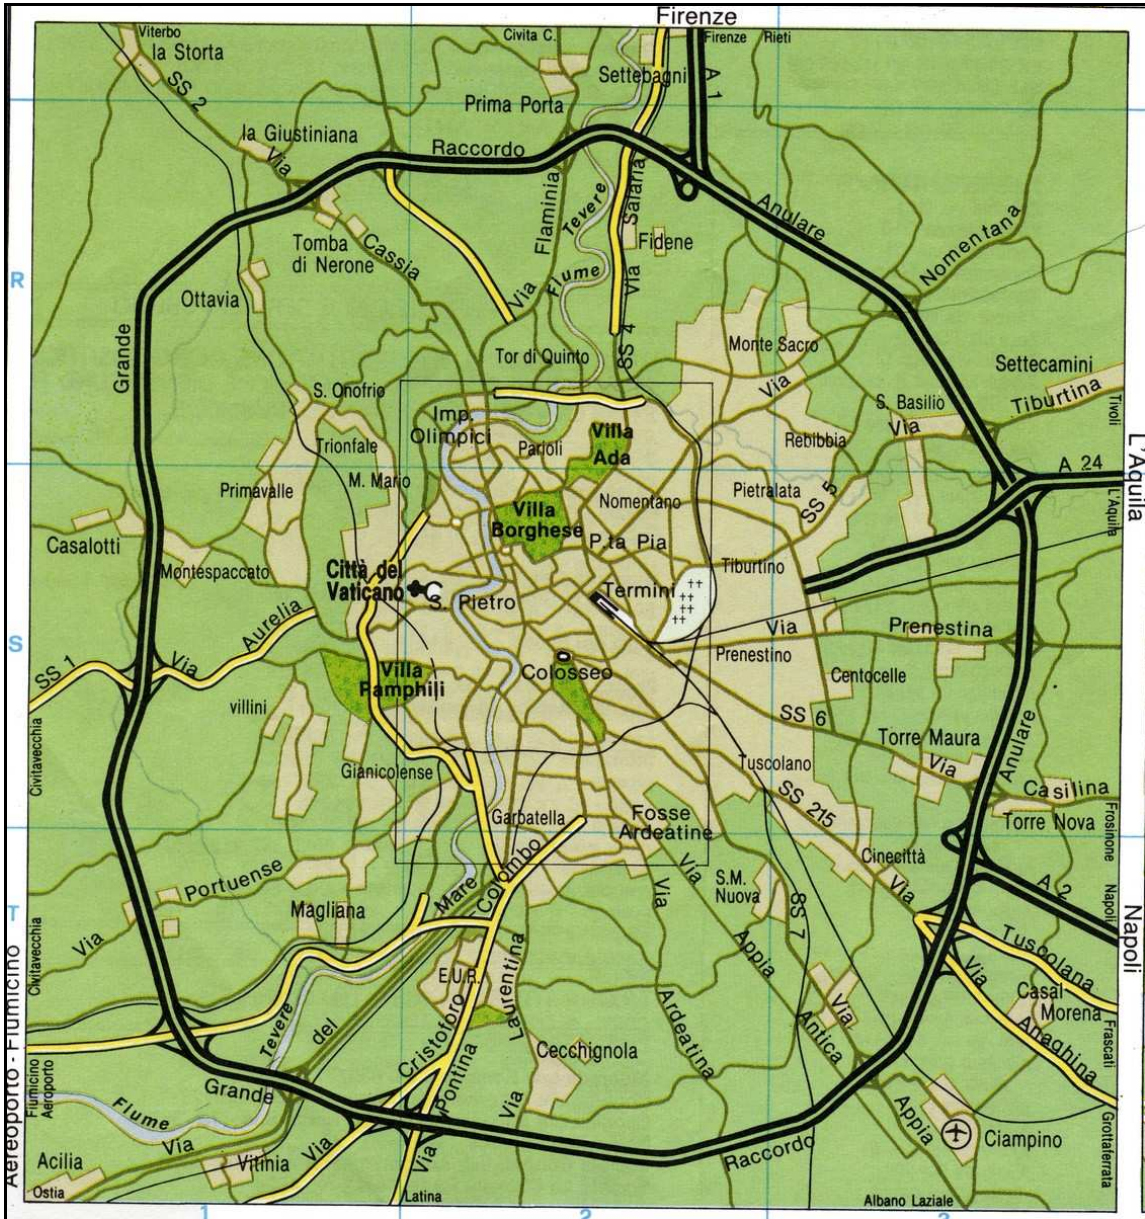 Firenze
Viterbo
la Storta
Civita C.
Firenze
Rieti
SS 2
Settebagni
A 1
Prima Porta
la Giustiniana
Via
Raccordo
Flaminia
Tevere
Salaria
Anulare
Nomentana
Tomba
di Nerone
Cassia
Fidene
Fiume
Via
Via
R
Ottavia
Grande
Tor di Quinto
SS 4
Monte Sacro
Settecamini
Via
S. Onofrio
Imp.
Olimpici
Villa
Ada
S. Basilio
Via
Tiburtina
Tivoli
Trionfale
Parioli
Rebibbia
L'Aquila
A 24
M. Mario
Primavalle
Nomentano
Pietralata
SS 5
L'Aquila
Villa
Borghese
Casalotti
P.ta Pia
Montespaccato
Città del
Vaticano
S. Pietro
Termini
Tiburtino
S
SS 1
Via
Aurelia
Via
Prenestina
Colosseo
Prenestino
Villa
Pamphili
Centocelle
villini
SS 6
Civitavecchia
Torre Maura
Via
Anulare
Gianicolense
Tuscolano
Casilina
SS 215
Garbatella
Fosse
Ardeatine
Torre Nova
Frosinone
Cinecittà
Portuense
Mare
Colombo
Via
Via
S.M.
Nuova
Via
A 2
T
Magliana
SS 7
Napoli
Napoli
Via
Civitavecchia
Appia
Tuscolana
E.U.R.
Laurentina
Via
Via
Casal
Morena
Aereoporto - Fiumicino
Tevere
del
Cristoforo
Ardeatina
Antica
Anaghina
Frascati
Cecchignola
Fiumicino
Aeroporto
Grande
Pontina
Via
Fiume
Via
Via
Via
Raccordo
Appia
Ciampino
Grottaferrata
Acilia
Vitinia
Ostia
Latina
Albano Laziale
1
2
3